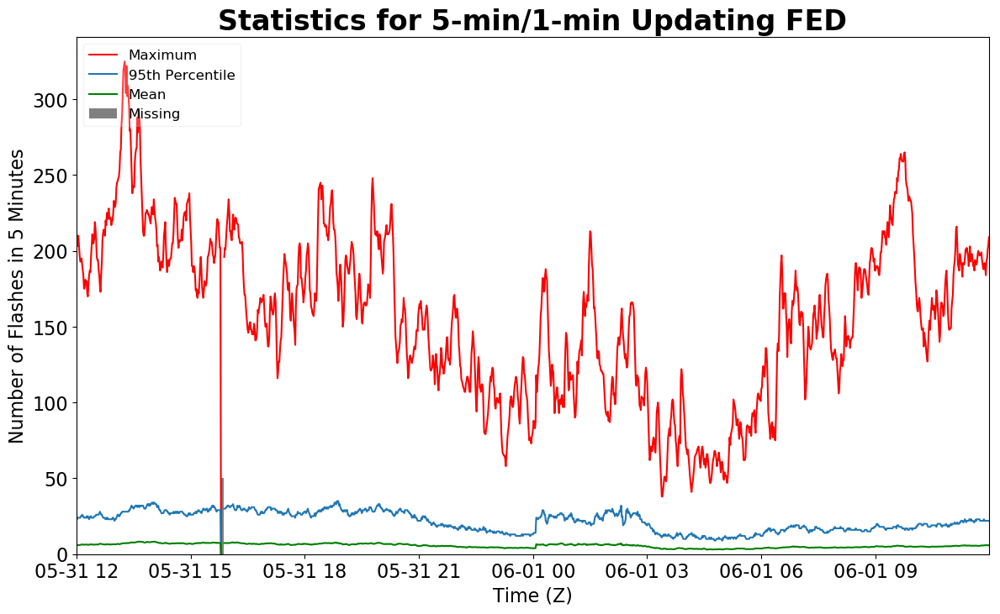 Statistics for 5-min/1-min Updating FED
Maximum
95th Percentile
Mean
Missing
Number of Flashes in 5 Minutes
300
250
200
150
100
50
0
05-31 12
05-31 15
05-31 18
05-31 21
06-01 00
06-01 03
06-01 06
06-01 09
Time (Z)